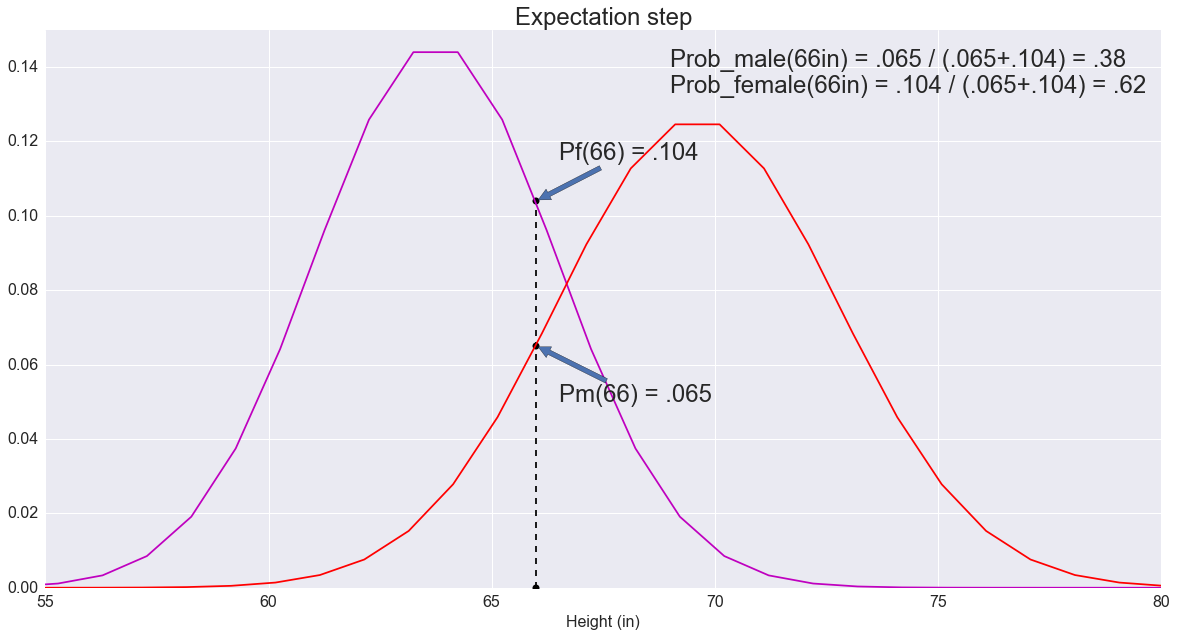 Expectation step
Prob_male(66in) = .065 / (.065+.104) = .38
Prob_female(66in) = .104 / (.065+.104) = .62
Pf(66) = .104
Pm(66) = .065
0.14
0.12
0.10
0.08
0.06
0.04
0.02
0.00
55 60 65 70 75 80
Height (in)